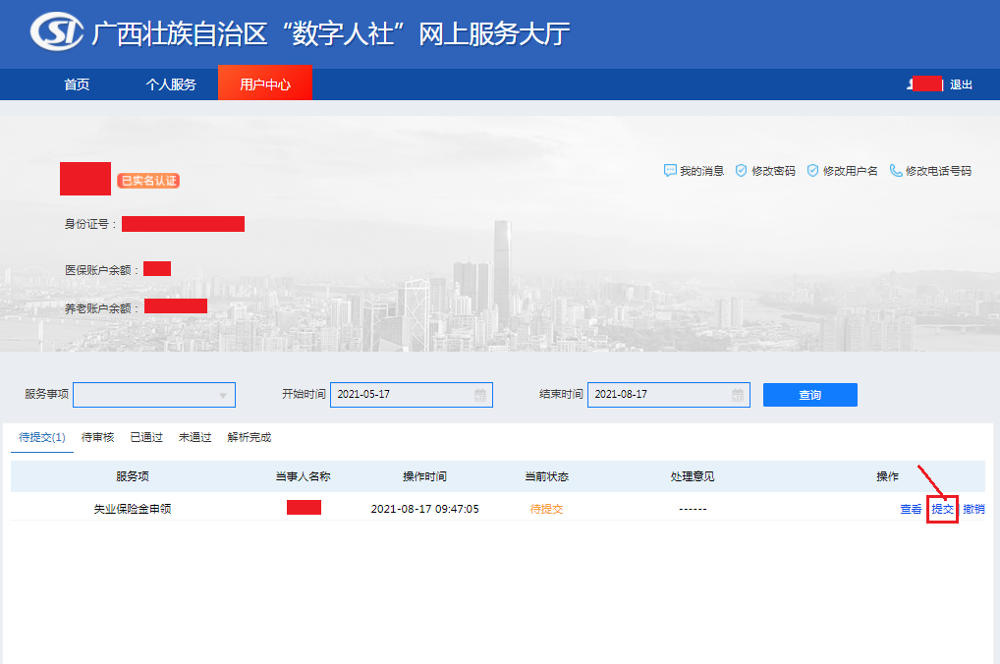 广西壮族自治区“数字人社”网上服务大厅
首页 个人服务 用户中心 退出
已实名认证 我的消息 修改密码 修改用户名 修改电话号码
身份证号：
医保账户余额：
养老账户余额：
服务事项 开始时间 2021-05-17 结束时间 2021-08-17 查询
待提交(1) 待审核 已通过 未通过 解析完成
服务项 当事人名称 操作时间 当前状态 处理意见 操作
失业保险金申领 2021-08-17 09:47:05 待提交 ------ 查看 提交 撤销